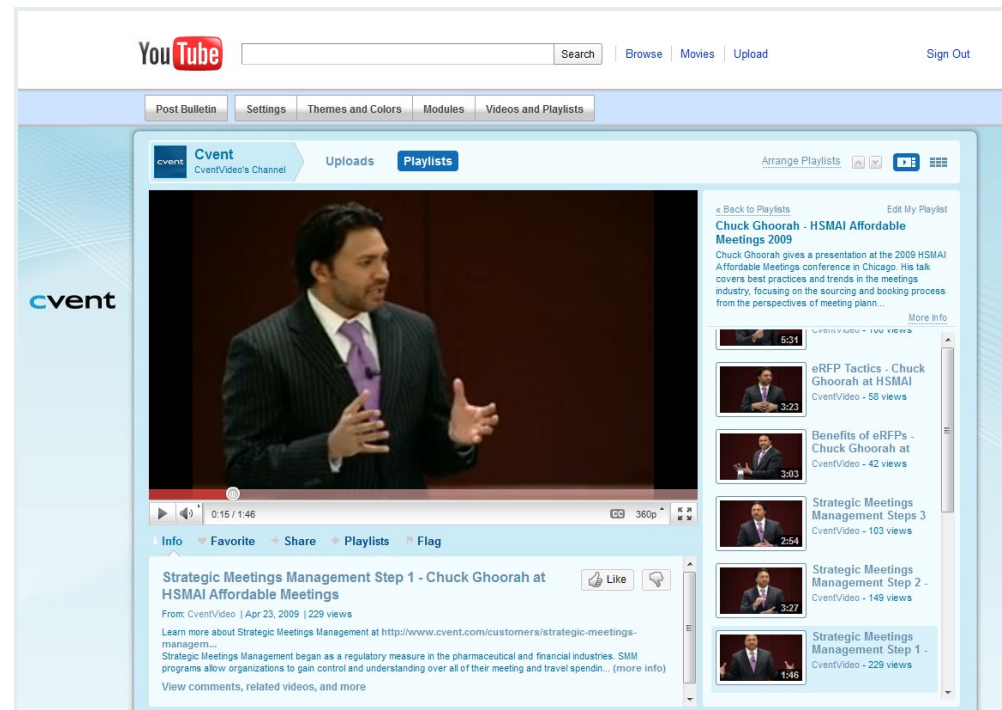 You Tube
Search
Browse
Movies
Upload
Sign Out
Post Bulletin
Settings
Themes and Colors
Modules
Videos and Playlists
cvent
Cvent
CventVideo's Channel
Uploads
Playlists
Arrange Playlists
cvent
0:15 / 1:46
CC
360p
Info
Favorite
Share
Playlists
Flag
Strategic Meetings Management Step 1 - Chuck Ghoorah at
HSMAI Affordable Meetings
Like
From: CventVideo | Apr 23, 2009 | 229 views
Learn more about Strategic Meetings Management at http://www.cvent.com/customers/strategic-meetings-
managem...
Strategic Meetings Management began as a regulatory measure in the pharmaceutical and financial industries. SMM
programs allow organizations to gain control and understanding over all of their meeting and travel spendin... (more info)
View comments, related videos, and more
« Back to Playlists
Edit My Playlist
Chuck Ghoorah - HSMAI Affordable
Meetings 2009
Chuck Ghoorah gives a presentation at the 2009 HSMAI
Affordable Meetings conference in Chicago. His talk
covers best practices and trends in the meetings
industry, focusing on the sourcing and booking process
from the perspectives of meeting plann...
More Info
5:31
CventVideo - views
eRFP Tactics - Chuck
Ghoorah at HSMAI
CventVideo - 58 views
3:23
Benefits of eRFPs -
Chuck Ghoorah at
CventVideo - 42 views
3:03
Strategic Meetings
Management Steps 3
CventVideo - 103 views
2:54
Strategic Meetings
Management Step 2 -
CventVideo - 149 views
3:27
Strategic Meetings
Management Step 1 -
CventVideo - 229 views
1:46